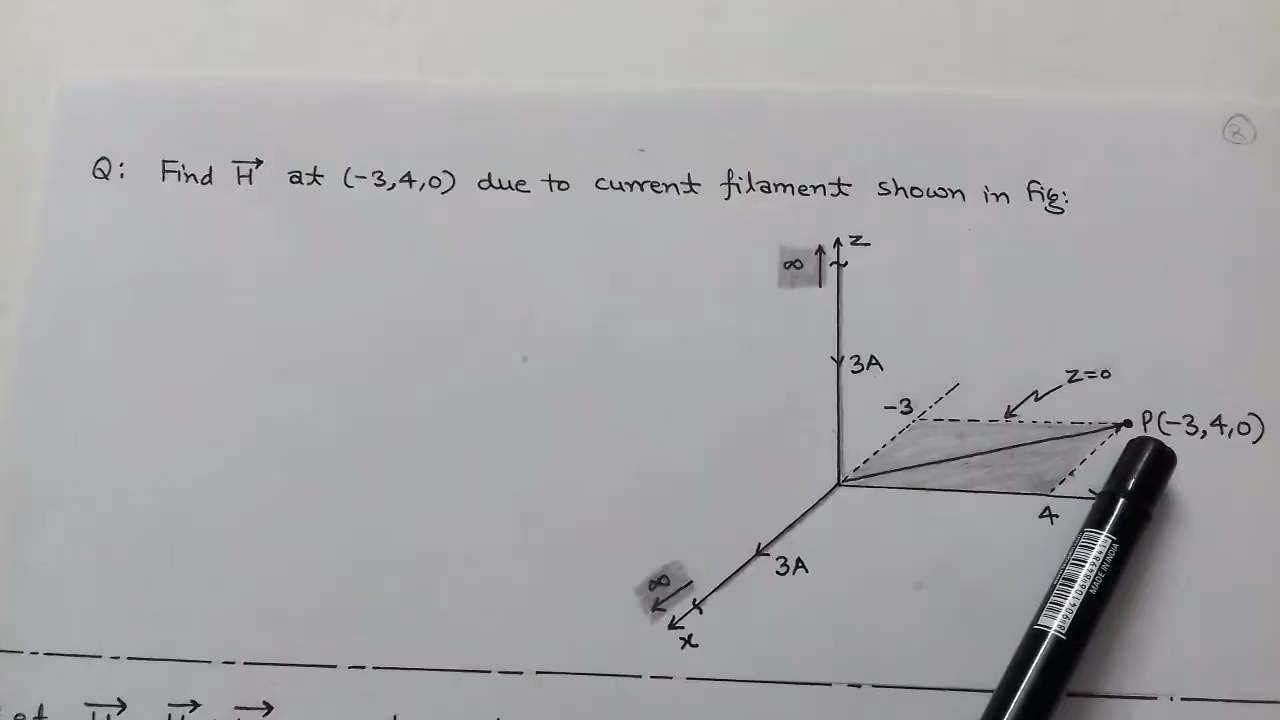 2
Q: Find H at (-3,4,0) due to current filament shown in fig:
z
∞
3A
z=0
-3
P(-3,4,0)
4
3A
∞
x
MADE IN INDIA
H H